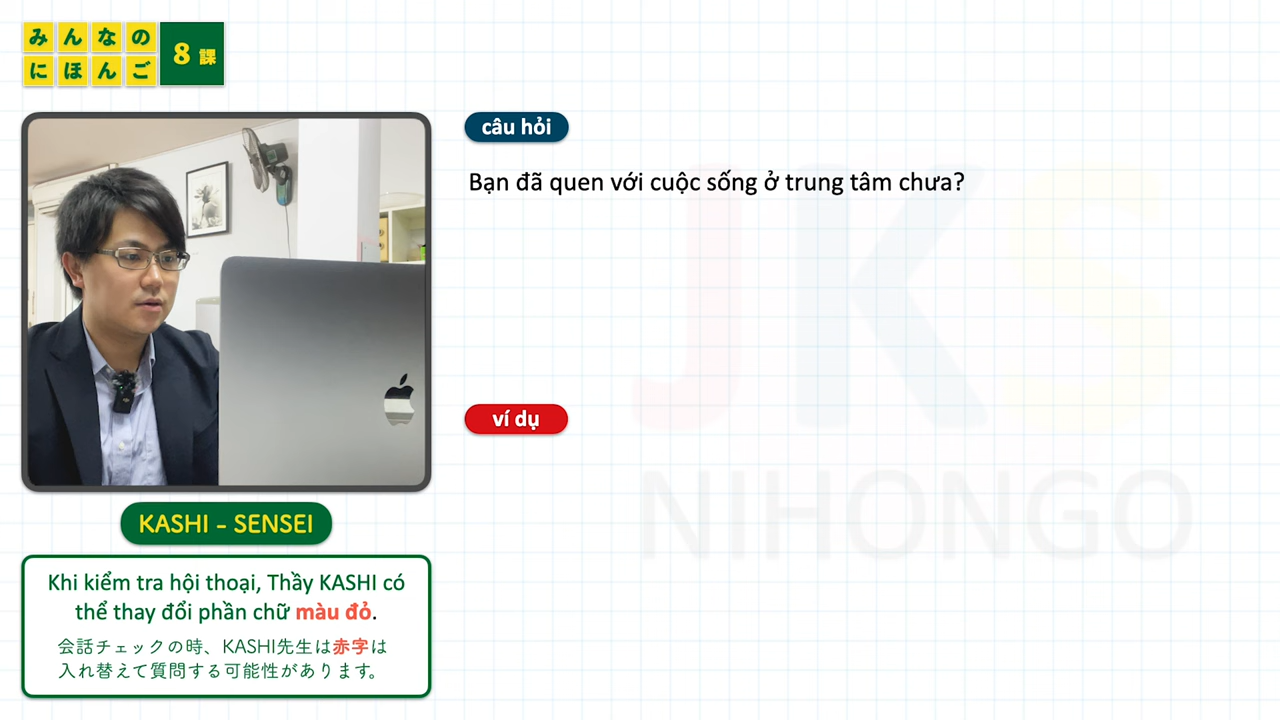 みんなの
にほんご
8 課
câu hỏi
Bạn đã quen với cuộc sống ở trung tâm chưa?
ví dụ
JKS
NIHONGO
KASHI – SENSEI
Khi kiểm tra hội thoại, Thầy KASHI có
thể thay đổi phần chữ màu đỏ.
会話チェックの時、KASHI先生は赤字は
入れ替えて質問する可能性があります。